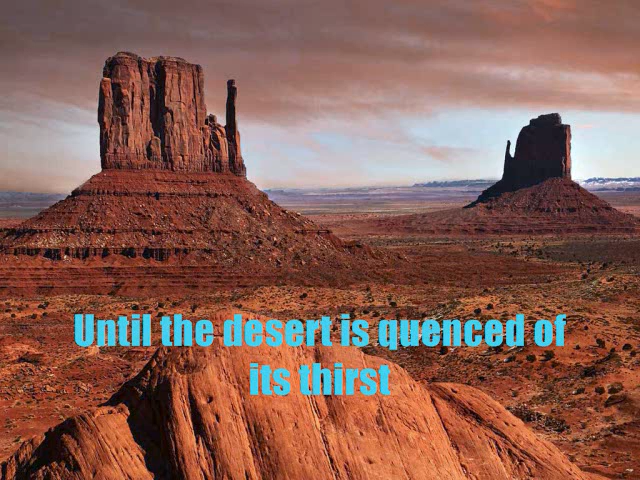 Until the desert is quenced of
its thirst